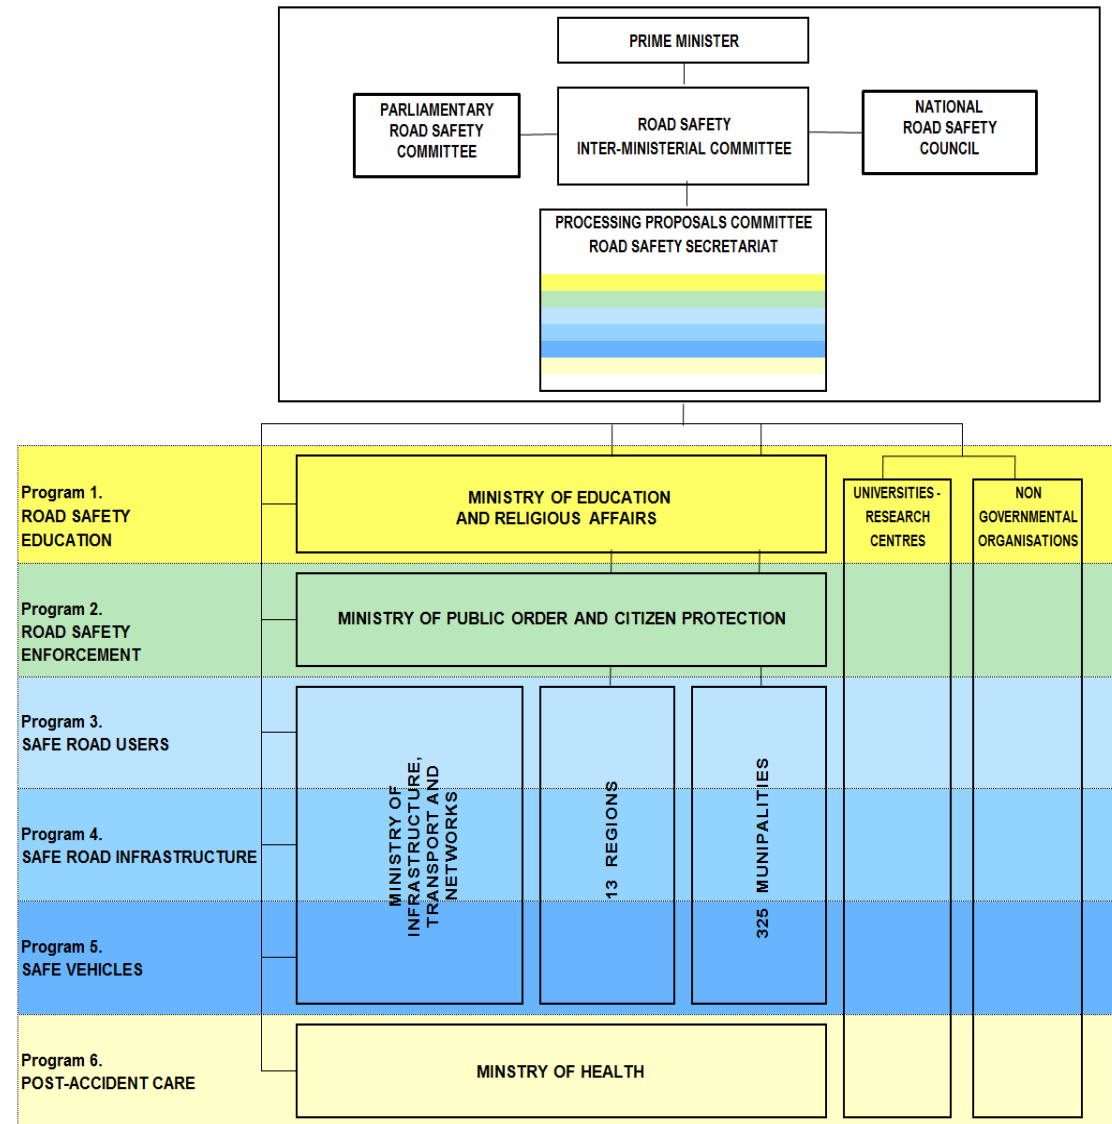 PRIME MINISTER
PARLIAMENTARY
ROAD SAFETY
COMMITTEE
ROAD SAFETY
INTER-MINISTERIAL COMMITTEE
NATIONAL
ROAD SAFETY
COUNCIL
PROCESSING PROPOSALS COMMITTEE
ROAD SAFETY SECRETARIAT
Program 1.
ROAD SAFETY
EDUCATION
MINISTRY OF EDUCATION
AND RELIGIOUS AFFAIRS
UNIVERSITIES -
RESEARCH
CENTRES
NON
GOVERNMENTAL
ORGANISATIONS
Program 2.
ROAD SAFETY
ENFORCEMENT
MINISTRY OF PUBLIC ORDER AND CITIZEN PROTECTION
Program 3.
SAFE ROAD USERS
Program 4.
SAFE ROAD INFRASTRUCTURE
Program 5.
SAFE VEHICLES
MINISTRY OF
INFRASTRUCTURE,
TRANSPORT AND
NETWORKS
13 REGIONS
325 MUNIPALITIES
Program 6.
POST-ACCIDENT CARE
MINSTRY OF HEALTH